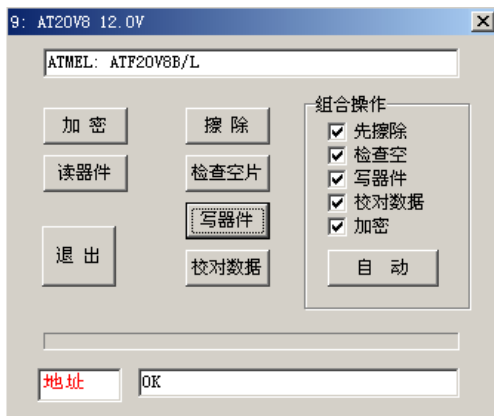 9: AT20V8 12.0V
ATMEL: ATF20V8B/L
加 密
擦 除
读器件
检查空片
写器件
退 出
校对数据
组合操作
先擦除
检查空
写器件
校对数据
加密
自 动
地址
OK